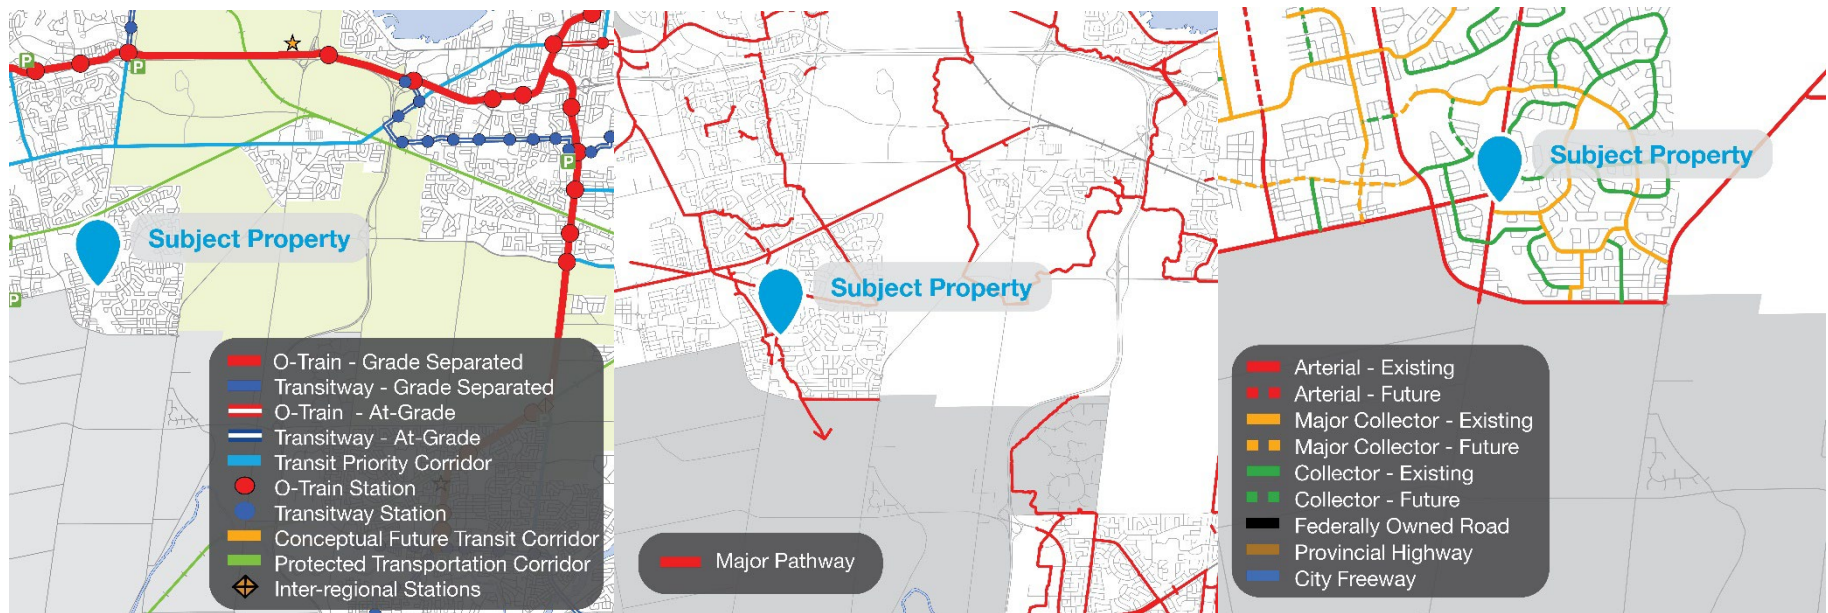 P
P
P
P
Subject Property
O-Train - Grade Separated
Transitway - Grade Separated
O-Train - At-Grade
Transitway - At-Grade
Transit Priority Corridor
O-Train Station
Transitway Station
Conceptual Future Transit Corridor
Protected Transportation Corridor
Inter-regional Stations
Subject Property
Major Pathway
Subject Property
Arterial - Existing
Arterial - Future
Major Collector - Existing
Major Collector - Future
Collector - Existing
Collector - Future
Federally Owned Road
Provincial Highway
City Freeway